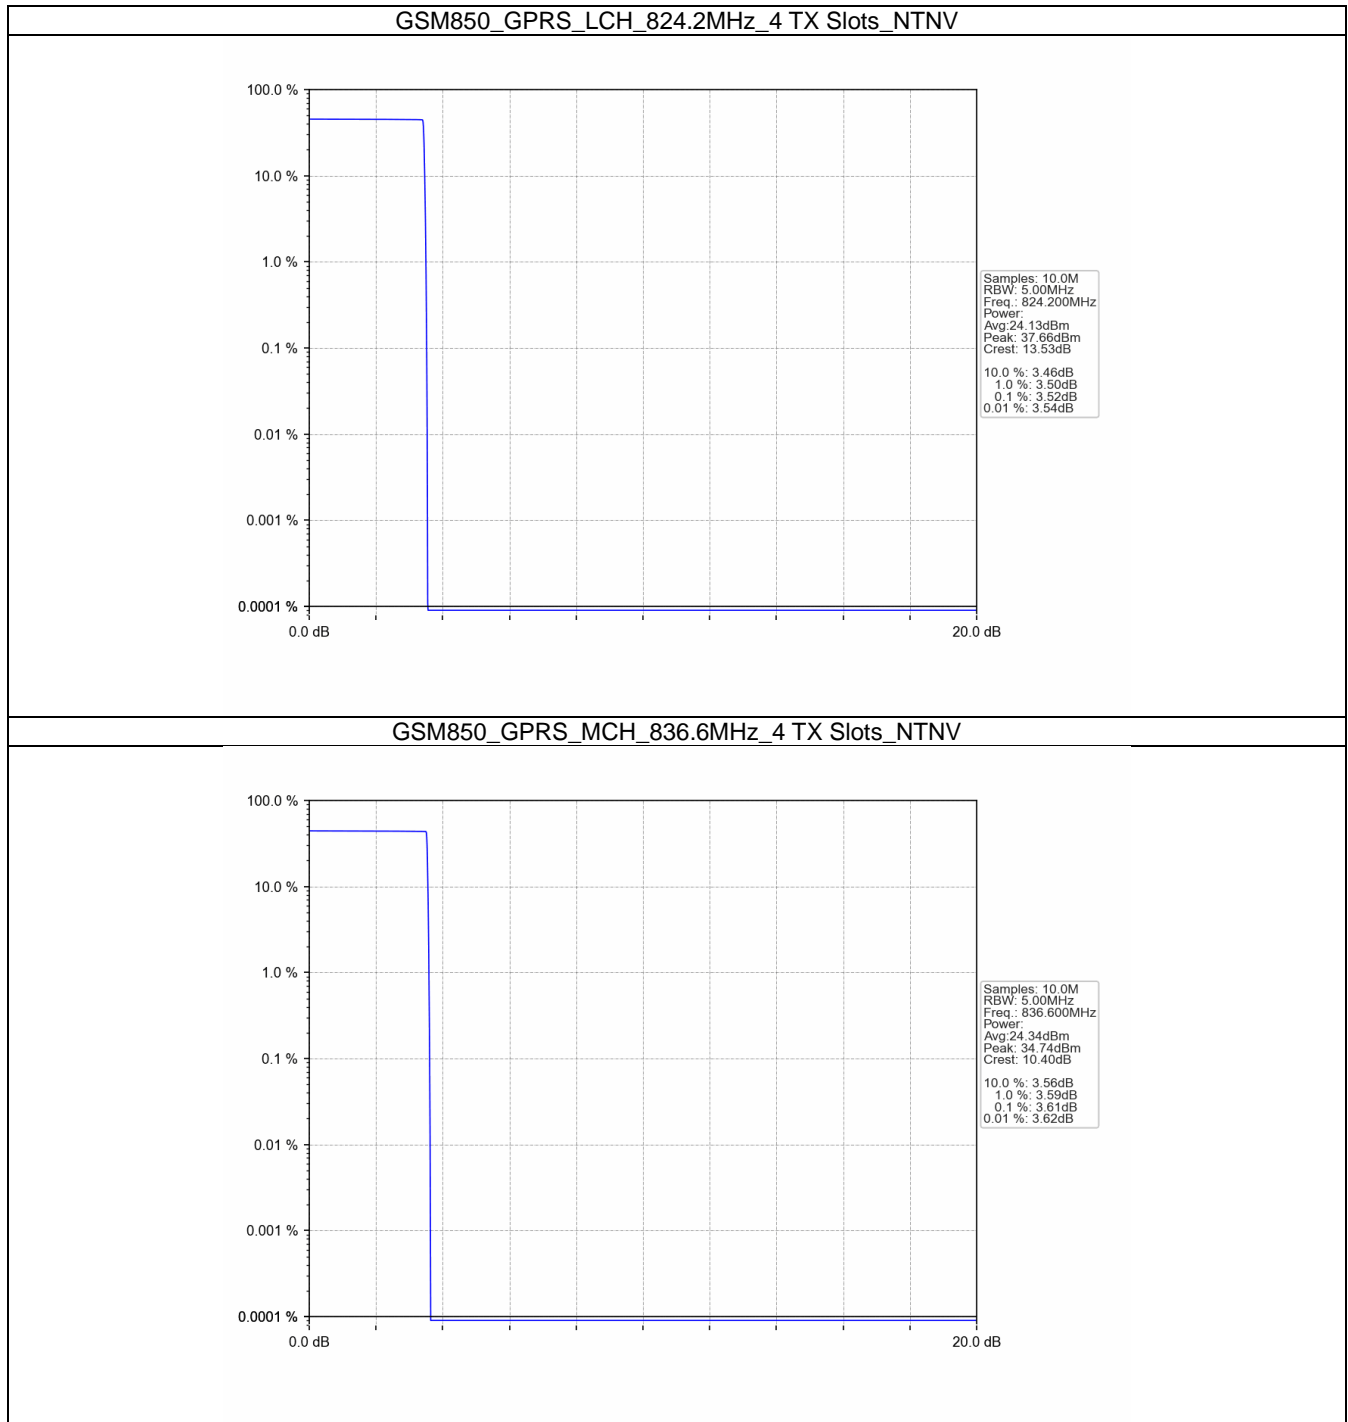 GSM850_GPRS_LCH_824.2MHz_4 TX Slots_NTNV
100.0 %
10.0 %
1.0 %
0.1 %
0.01 %
0.001 %
0.0001 %
0.0 dB
20.0 dB
Samples: 10.0M
RBW: 5.00MHz
Freq.: 824.200MHz
Power:
Avg:24.13dBm
Peak: 37.66dBm
Crest: 13.53dB
10.0 %: 3.46dB
1.0 %: 3.50dB
0.1 %: 3.52dB
0.01 %: 3.54dB
GSM850_GPRS_MCH_836.6MHz_4 TX Slots_NTNV
100.0 %
10.0 %
1.0 %
0.1 %
0.01 %
0.001 %
0.0001 %
0.0 dB
20.0 dB
Samples: 10.0M
RBW: 5.00MHz
Freq.: 836.600MHz
Power:
Avg:24.34dBm
Peak: 34.74dBm
Crest: 10.40dB
10.0 %: 3.56dB
1.0 %: 3.59dB
0.1 %: 3.61dB
0.01 %: 3.62dB